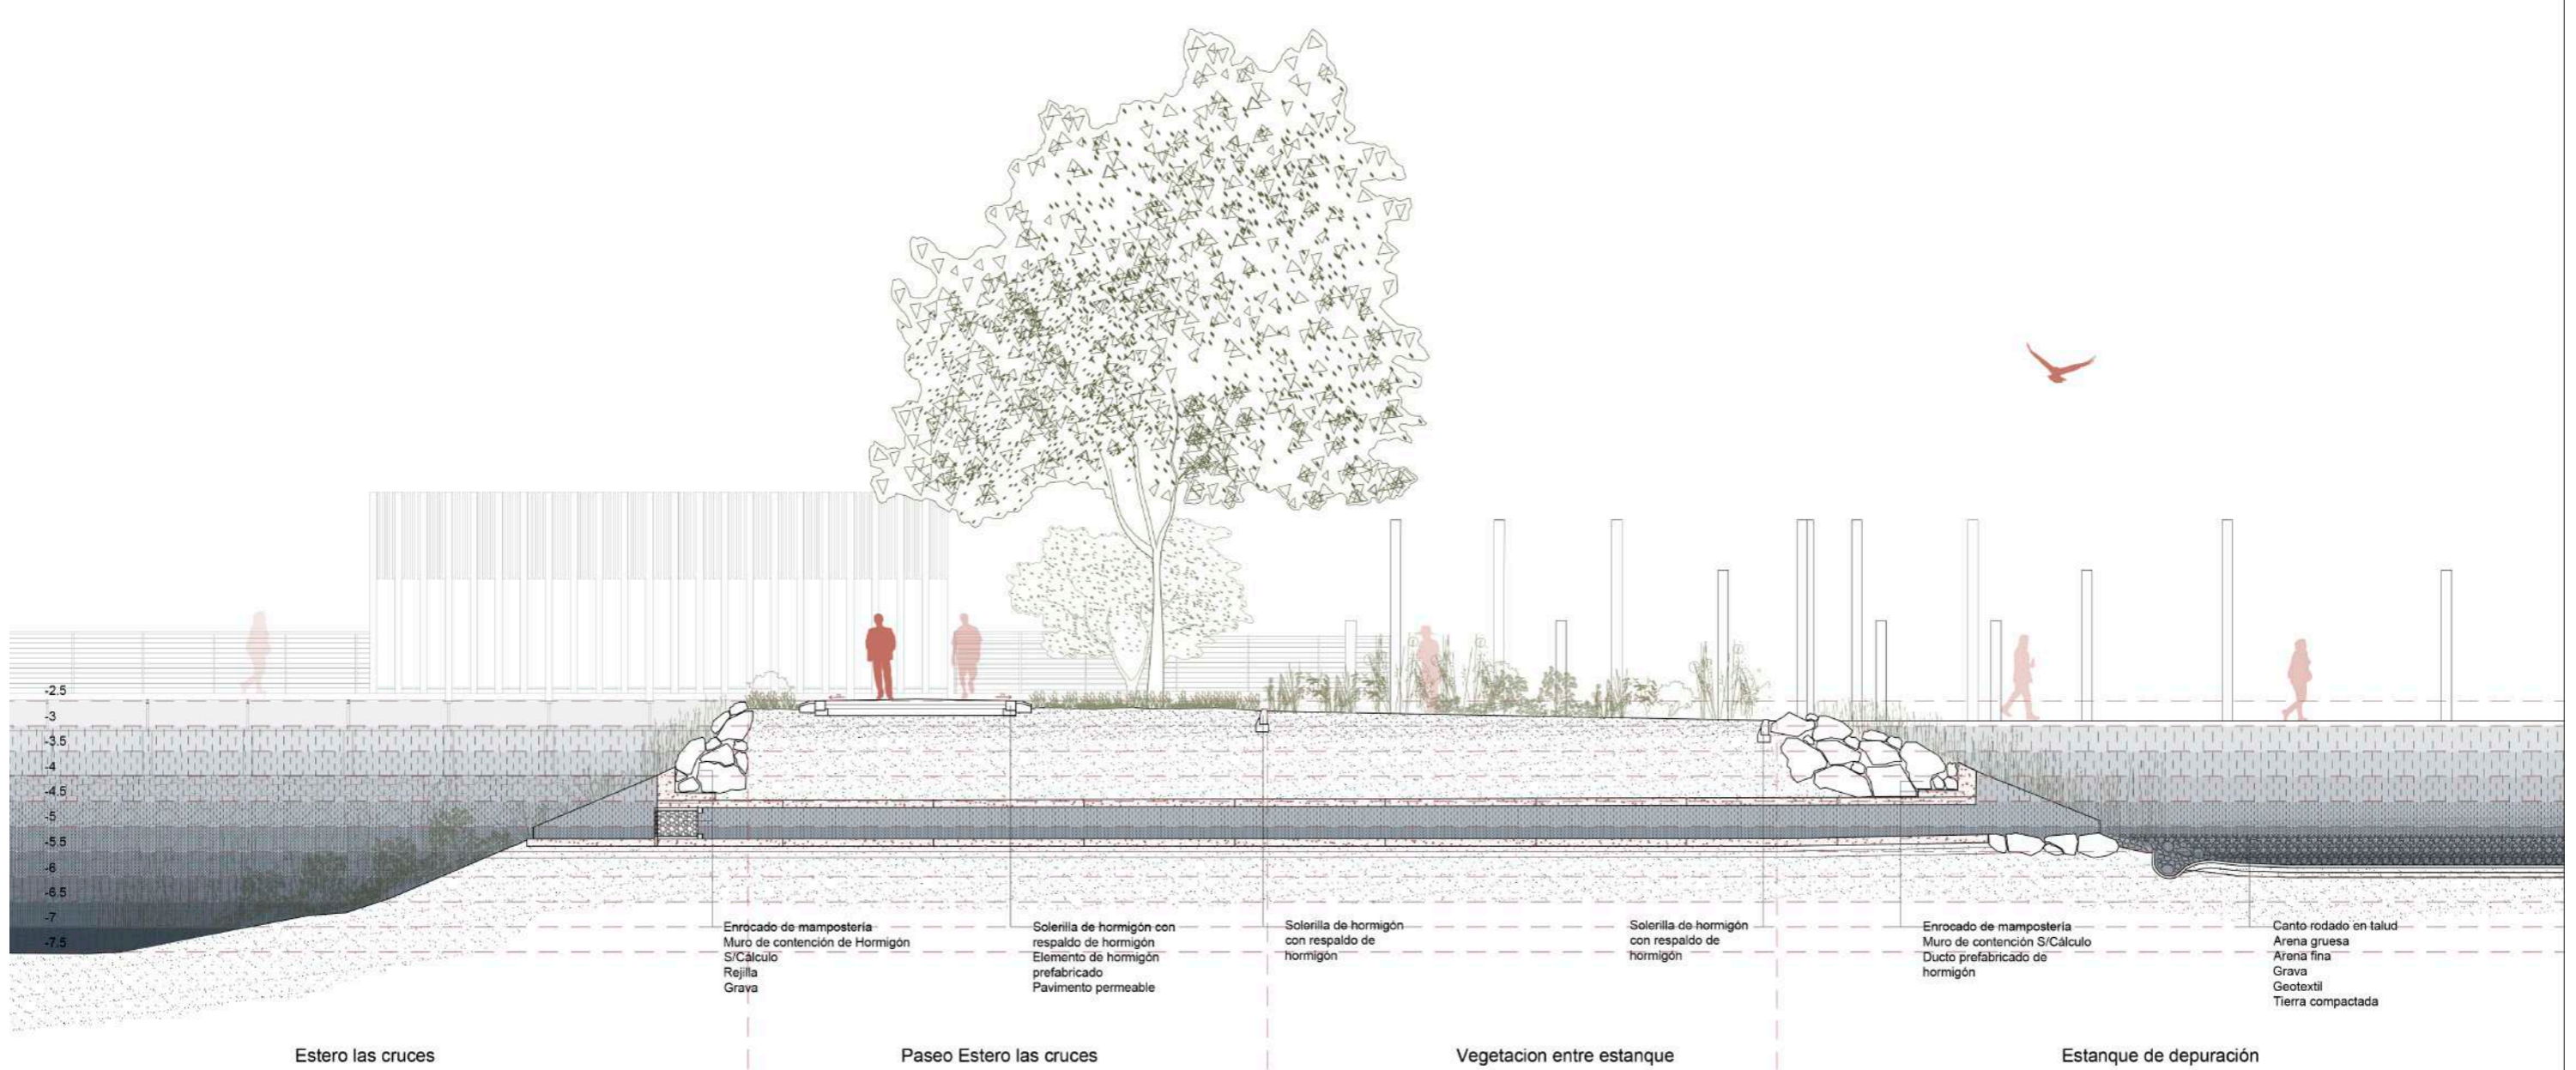 -2.5
-3
-3.5
-4
-4.5
-5
-5.5
-6
-6.5
-7
-7.5
Enrocado de mampostería
Muro de contención de Hormigón
S/Cálculo
Rejilla
Grava
Solerilla de hormigón con
respaldo de hormigón
Elemento de hormigón
prefabricado
Pavimento permeable
Solerilla de hormigón
con respaldo de
hormigón
Solerilla de hormigón
con respaldo de
hormigón
Enrocado de mampostería
Muro de contención S/Cálculo
Ducto prefabricado de
hormigón
Canto rodado en talud
Arena gruesa
Arena fina
Grava
Geotextil
Tierra compactada
Estero las cruces
Paseo Estero las cruces
Vegetacion entre estanque
Estanque de depuración